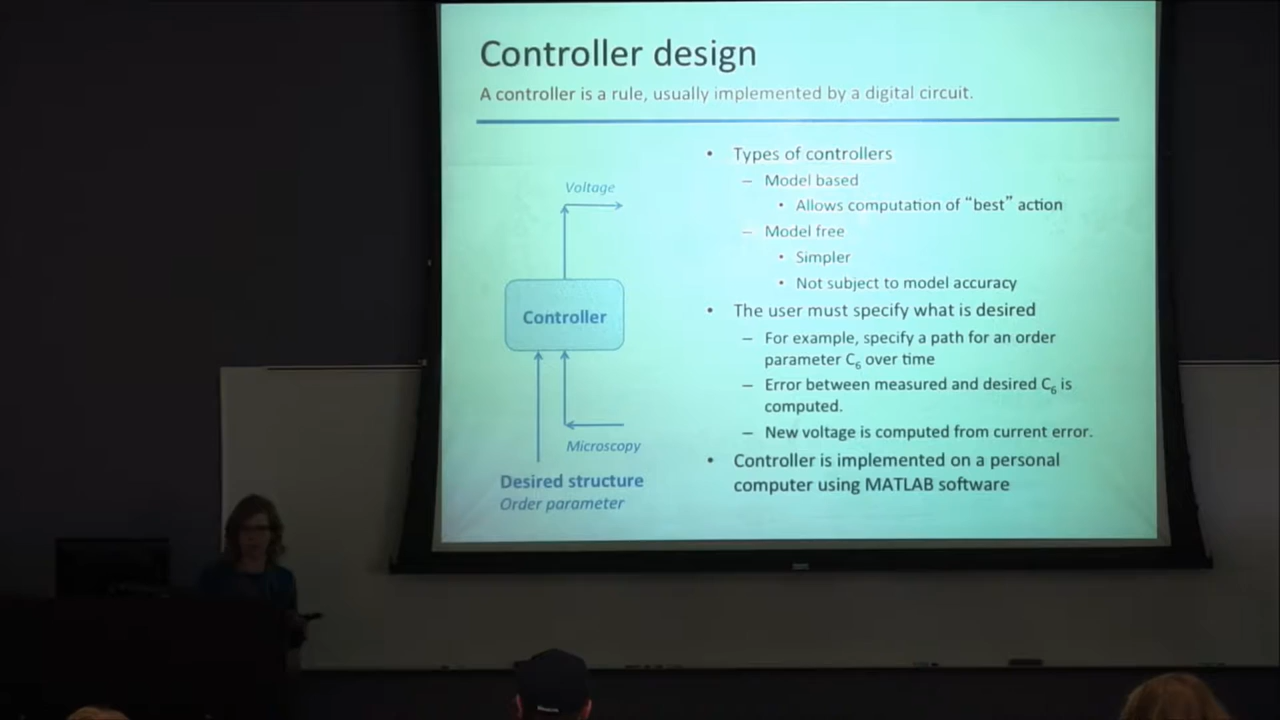 Controller design
A controller is a rule, usually implemented by a digital circuit.
Voltage
Controller
Microscopy
Desired structure
Order parameter
• Types of controllers
– Model based
• Allows computation of “best” action
– Model free
• Simpler
• Not subject to model accuracy
• The user must specify what is desired
– For example, specify a path for an order
parameter C₆ over time
– Error between measured and desired C₆ is
computed.
– New voltage is computed from current error.
• Controller is implemented on a personal
computer using MATLAB software